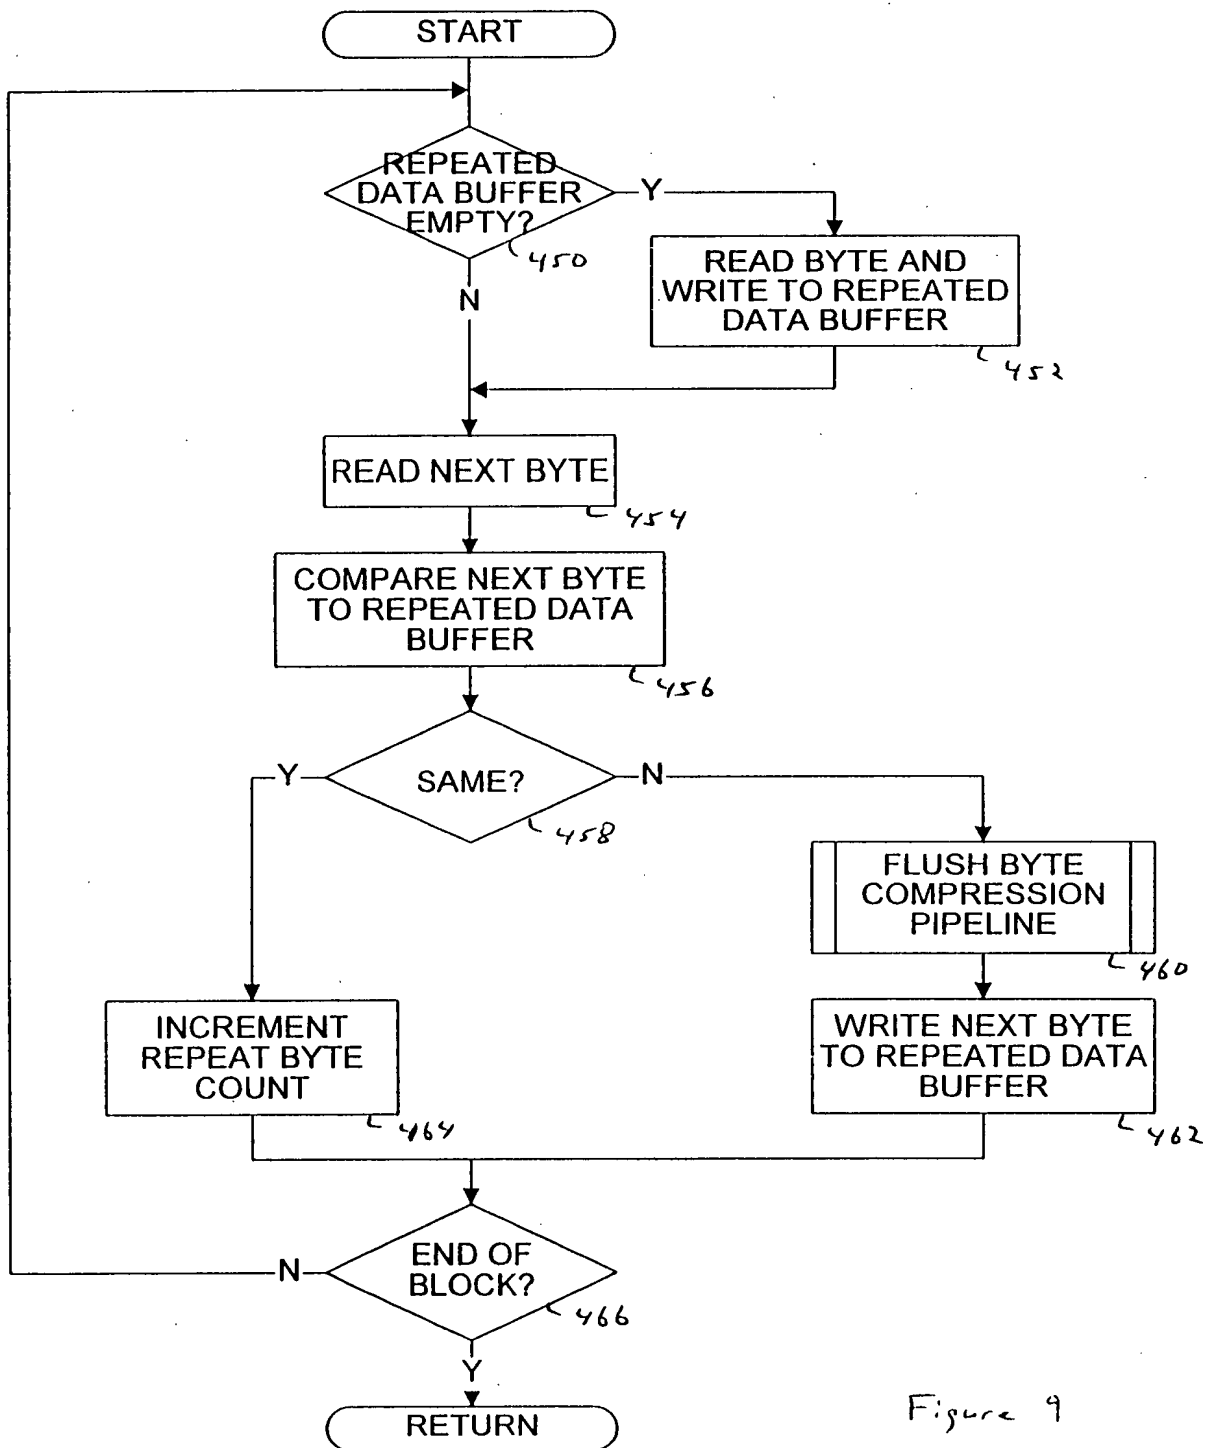 START
REPEATED
DATA BUFFER
EMPTY?
450
Y
N
READ BYTE AND
WRITE TO REPEATED
DATA BUFFER
452
READ NEXT BYTE
454
COMPARE NEXT BYTE
TO REPEATED DATA
BUFFER
456
SAME?
Y
N
458
FLUSH BYTE
COMPRESSION
PIPELINE
460
INCREMENT
REPEAT BYTE
COUNT
464
WRITE NEXT BYTE
TO REPEATED DATA
BUFFER
462
END OF
BLOCK?
N
466
Y
RETURN
Figure 9